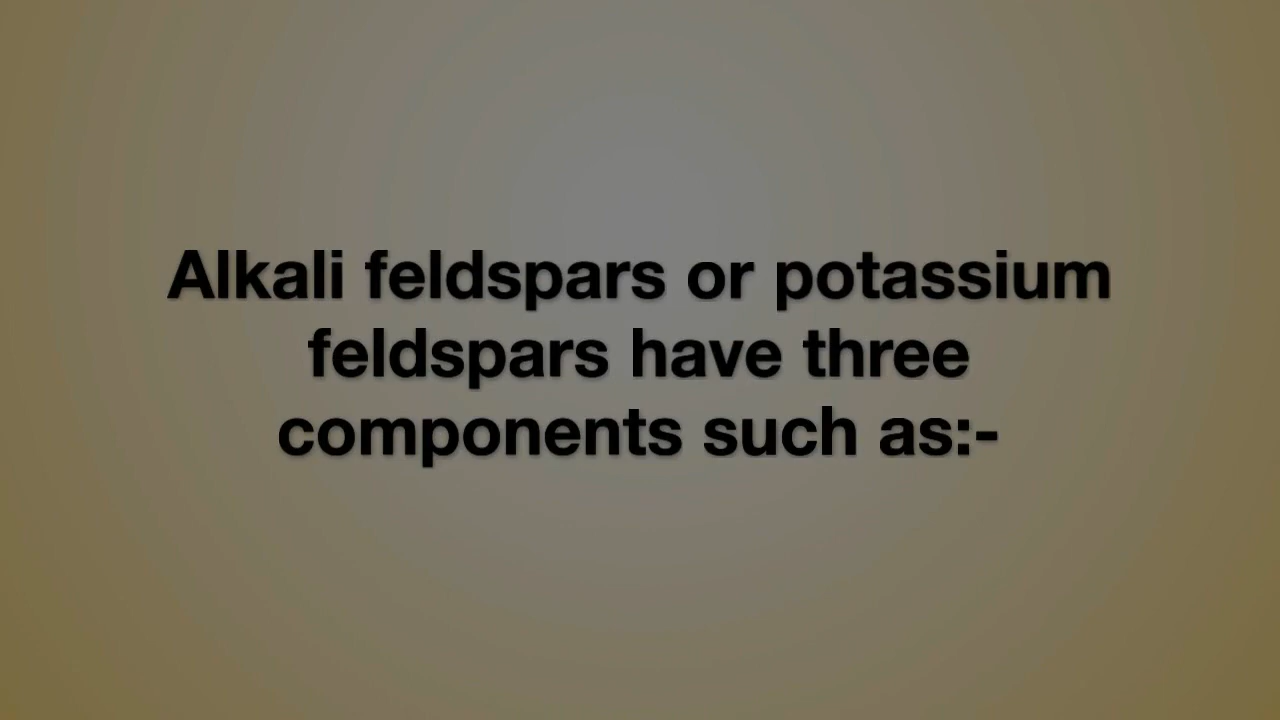 Alkali feldspars or potassium
feldspars have three
components such as:-